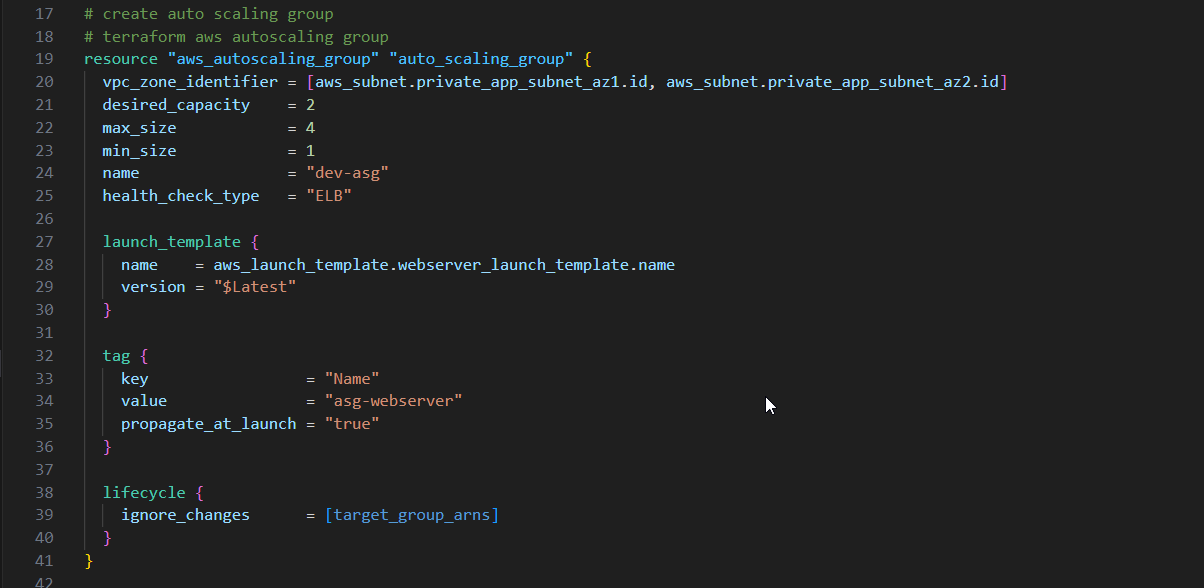 17 # create auto scaling group
18 # terraform aws autoscaling group
19 resource "aws_autoscaling_group" "auto_scaling_group" {
20   vpc_zone_identifier = [aws_subnet.private_app_subnet_az1.id, aws_subnet.private_app_subnet_az2.id]
21   desired_capacity    = 2
22   max_size            = 4
23   min_size            = 1
24   name                = "dev-asg"
25   health_check_type   = "ELB"
26
27   launch_template {
28     name    = aws_launch_template.webserver_launch_template.name
29     version = "$Latest"
30   }
31
32   tag {
33     key                 = "Name"
34     value               = "asg-webserver"
35     propagate_at_launch = "true"
36   }
37
38   lifecycle {
39     ignore_changes      = [target_group_arns]
40   }
41 }
42